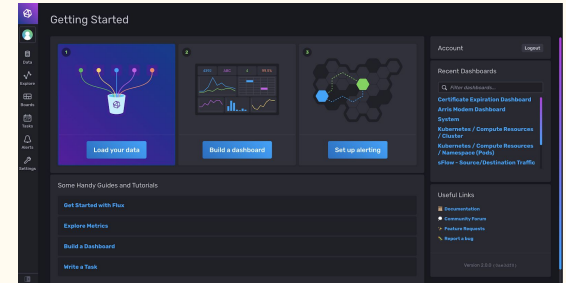 Getting Started
Data
Explore
Boards
Tasks
Alerts
Settings
1
Load your data
2
Build a dashboard
3
Set up alerting
Some Handy Guides and Tutorials
Get Started with Flux
Explore Metrics
Build a Dashboard
Write a Task
Account
Logout
Recent Dashboards
Filter dashboards...
Certificate Expiration Dashboard
Arris Modem Dashboard
System
Kubernetes / Compute Resources
/ Cluster
Kubernetes / Compute Resources
/ Namespace (Pods)
sFlow - Source/Destination Traffic
Useful Links
Documentation
Community Forum
Feature Requests
Report a bug